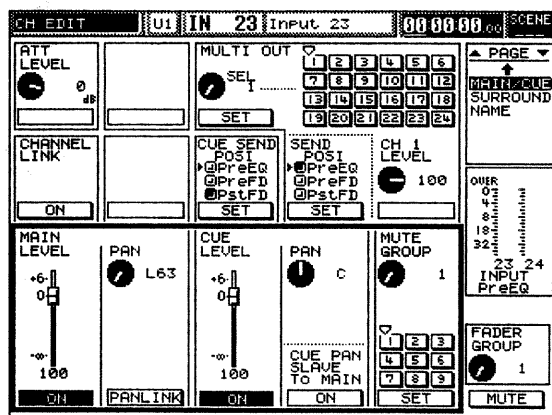 CH EDIT U1 IN 23 Input 23 00:00:00.00 SCENE
ATT LEVEL
0 dB
MULTI OUT
SEL
1
SET
1 2 3 4 5 6
7 8 9 10 11 12
13 14 15 16 17 18
19 20 21 22 23 24
PAGE
MAIN/CUE
SURROUND
NAME
CHANNEL LINK
ON
CUE SEND
POSI
PreEQ
PreFD
PstFD
SET
SEND
POSI
PreEQ
PreFD
PstFD
SET
CH 1
LEVEL
100
OVER
0
4
8
18
32
23 24
INPUT
PreEQ
MAIN
LEVEL
+6
0
-∞
100
ON
PAN
L63
PANLINK
CUE
LEVEL
+6
0
-∞
100
ON
PAN
C
CUE PAN
SLAVE
To MAIN
ON
MUTE
GROUP
1
1 2 3
4 5 6
7 8 9
SET
FADER
GROUP
1
MUTE